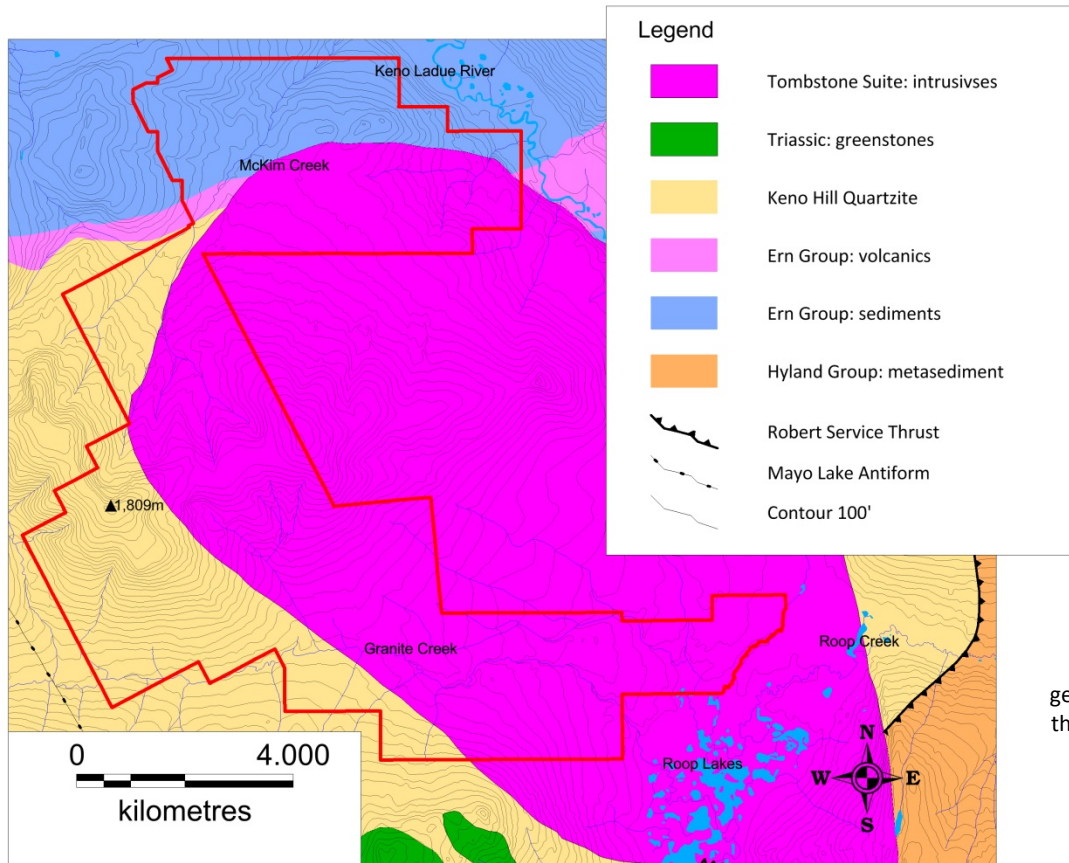 Legend
Tombstone Suite: intrusivses
Triassic: greenstones
Keno Hill Quartzite
Ern Group: volcanics
Ern Group: sediments
Hyland Group: metasediment
Robert Service Thrust
Mayo Lake Antiform
Contour 100'
Keno Ladue River
McKim Creek
1,809m
Granite Creek
Roop Creek
Roop Lakes
ge
th
N
W E
S
0 4.000
kilometres